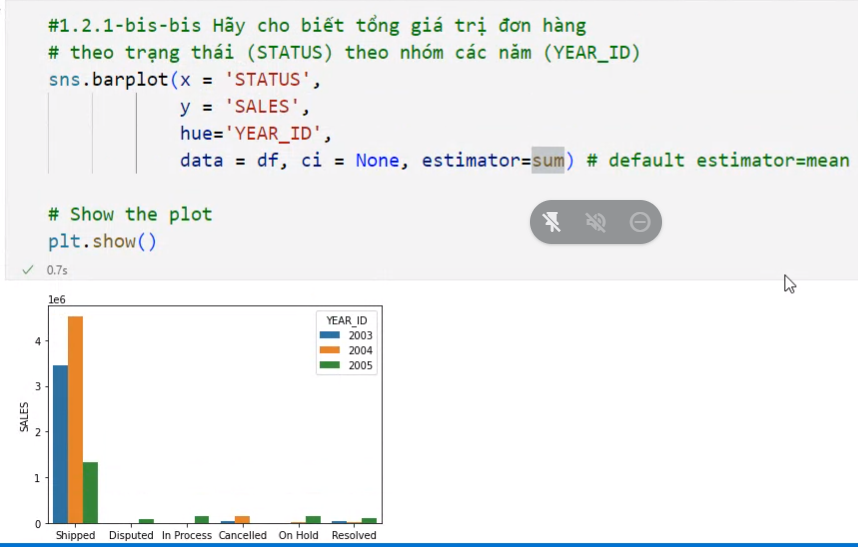 #1.2.1-bis-bis Hãy cho biết tổng giá trị đơn hàng
# theo trạng thái (STATUS) theo nhóm các năm (YEAR_ID)
sns.barplot(x = 'STATUS',
y = 'SALES',
hue='YEAR_ID',
data = df, ci = None, estimator=sum) # default estimator=mean
# Show the plot
plt.show()
0.7s
1e6
YEAR_ID
2003
2004
2005
4
3
2
1
0
SALES
Shipped Disputed In Process Cancelled On Hold Resolved